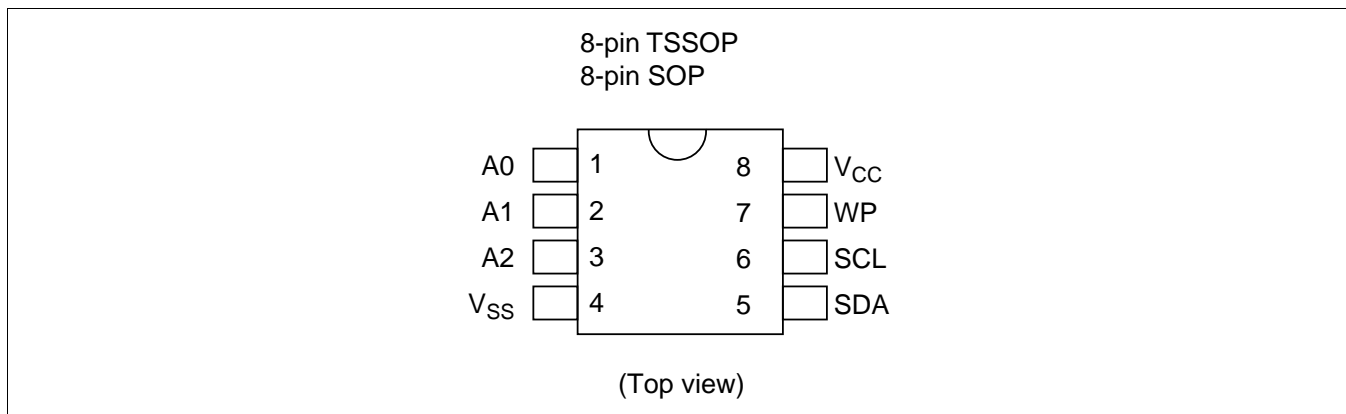 8-pin TSSOP
8-pin SOP
A0 1 8 VCC
A1 2 7 WP
A2 3 6 SCL
VSS 4 5 SDA
(Top view)